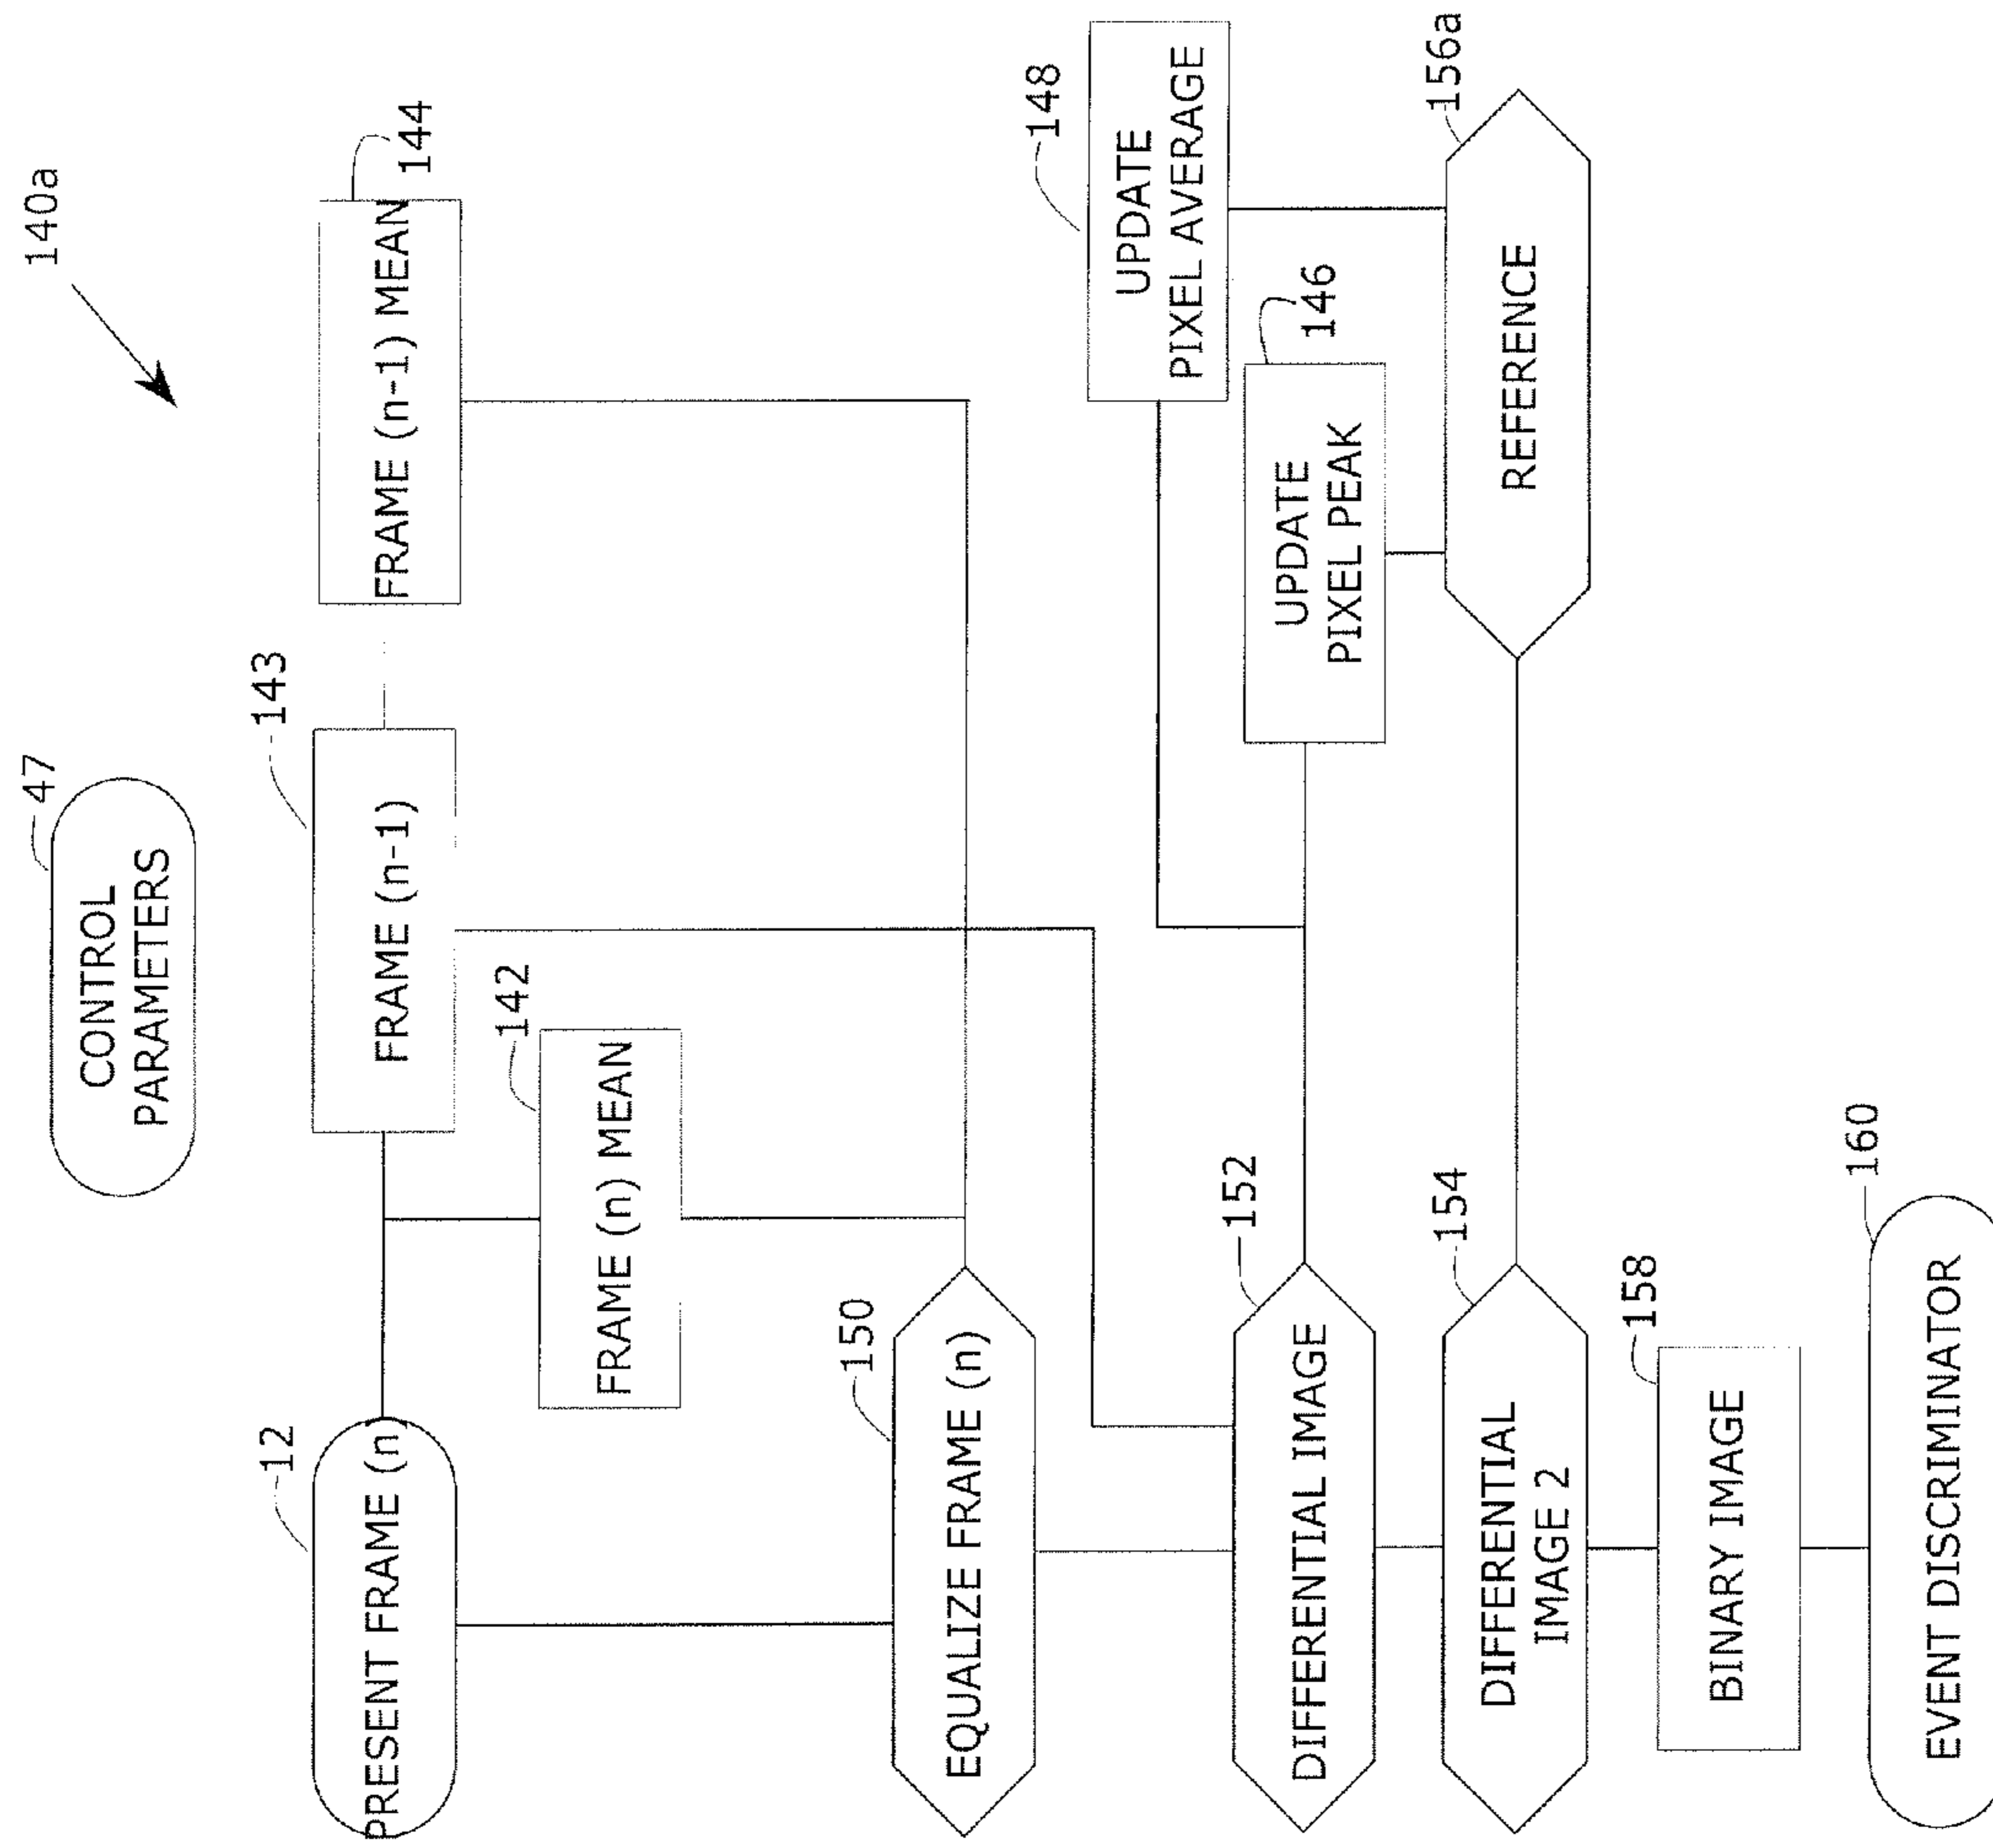 140a
47
CONTROL
PARAMETERS
12
PRESENT FRAME (n)
143
FRAME (n-1)
144
FRAME (n-1) MEAN
142
FRAME (n) MEAN
150
EQUALIZE FRAME (n)
148
UPDATE
PIXEL AVERAGE
152
DIFFERENTIAL IMAGE
146
UPDATE
PIXEL PEAK
154
DIFFERENTIAL
IMAGE 2
156a
REFERENCE
158
BINARY IMAGE
160
EVENT DISCRIMINATOR